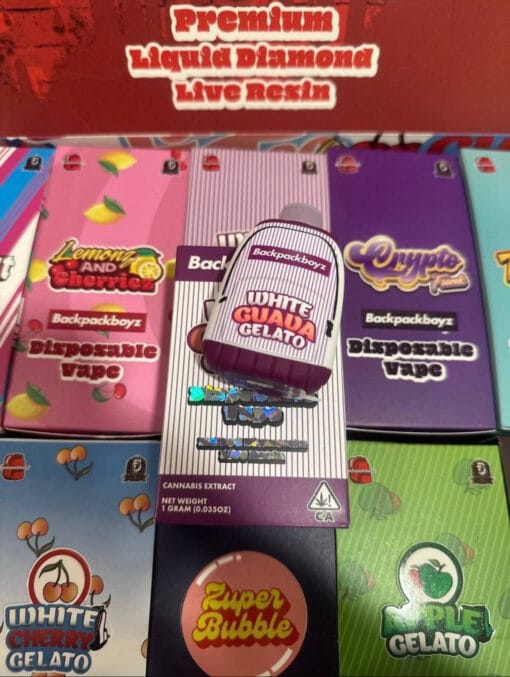 Premium
Liquid Diamond
Live Resin
Lemonz
AND
Cherriez
Backpackboyz
Disposable
Vape
Backpackboyz
WHITE
GUAVA
GELATO
CANNABIS EXTRACT
NET WEIGHT
1 GRAM (0.035OZ)
CA
Crypto
Backpackboyz
Disposable
Vape
WHITE
CHERRY
GELATO
Zuper
Bubble
APPLE
GELATO